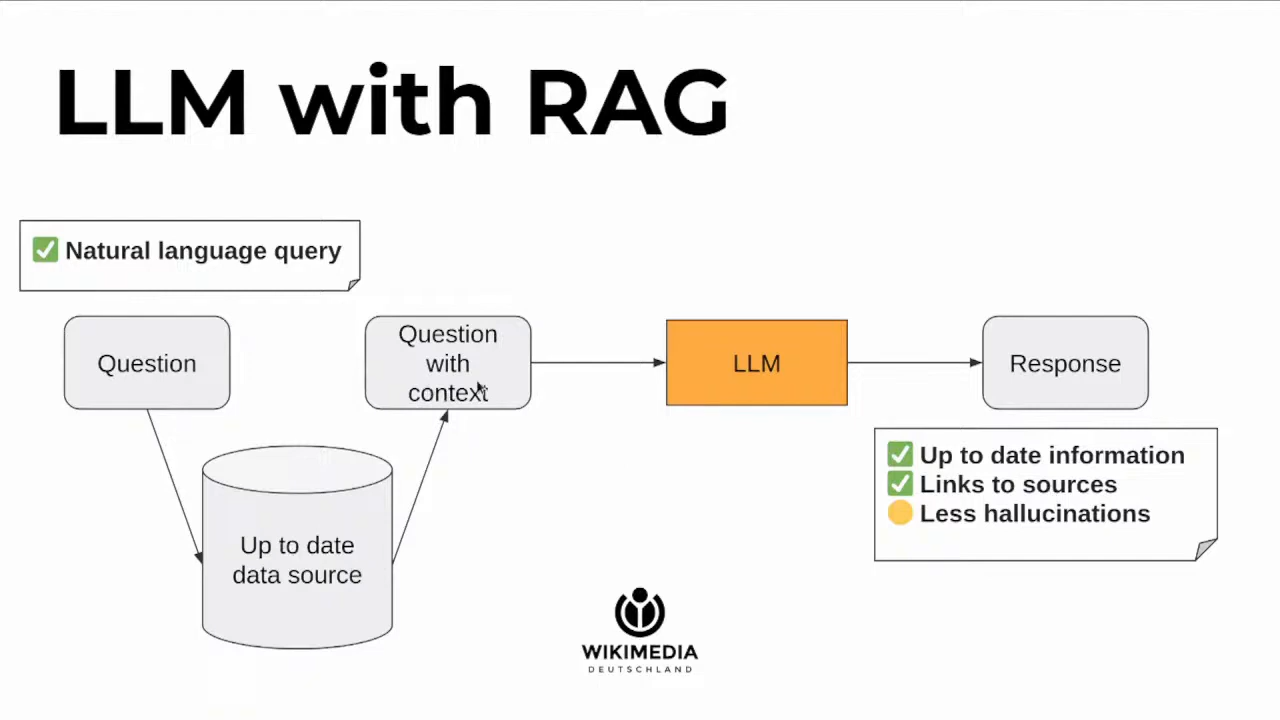 LLM with RAG
✅ Natural language query
Question
Question
with
context
LLM
Response
Up to date
data source
✅ Up to date information
✅ Links to sources
🟡 Less hallucinations
WIKIMEDIA
DEUTSCHLAND